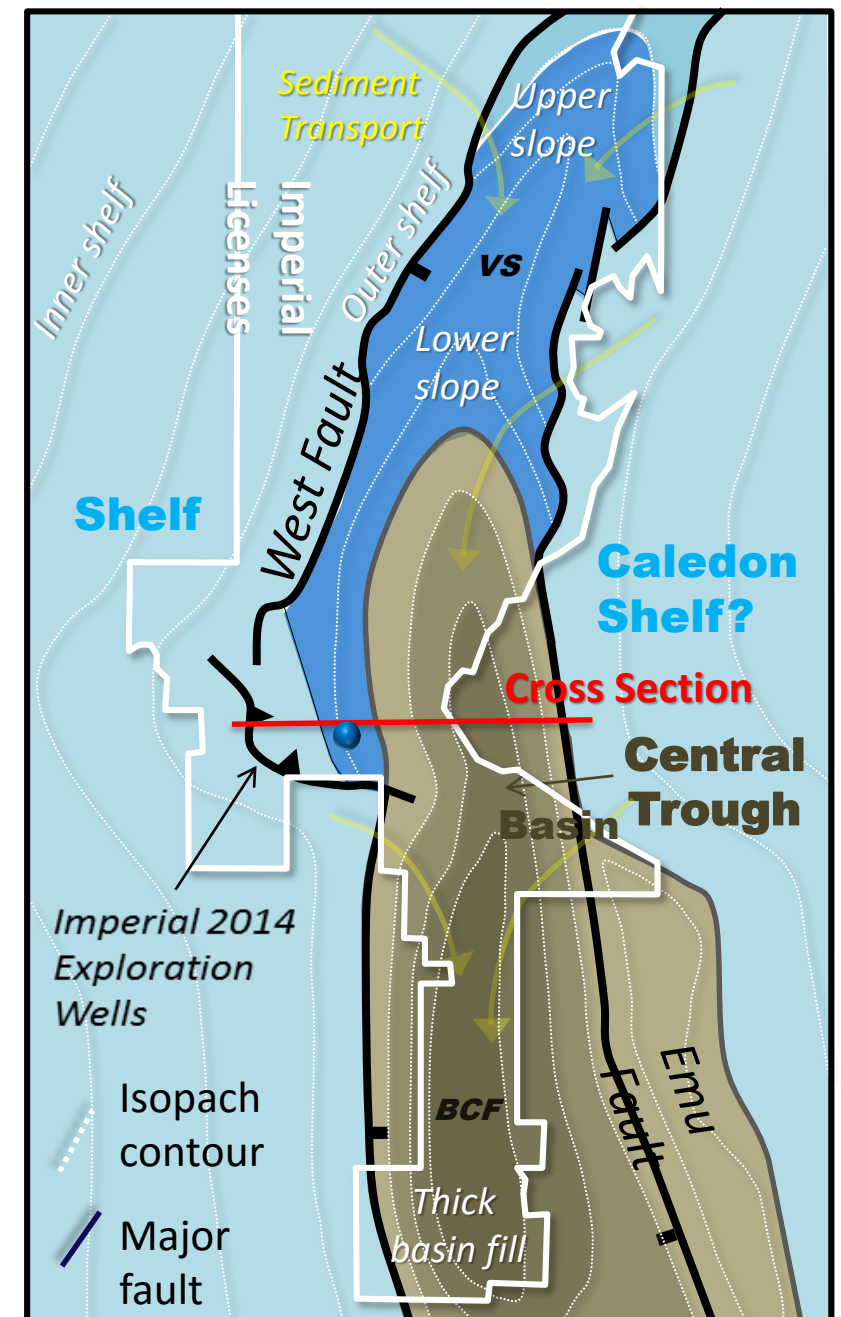 Sediment
Transport
Upper
slope
Inner shelf
Imperial
Licenses
Outer shelf
VS
Lower
slope
West Fault
Shelf
Caledon
Shelf?
Cross Section
Central
Trough
Basin
Imperial 2014
Exploration
Wells
Emu
Fault
Isopach
contour
BCF
Major
fault
Thick
basin fill